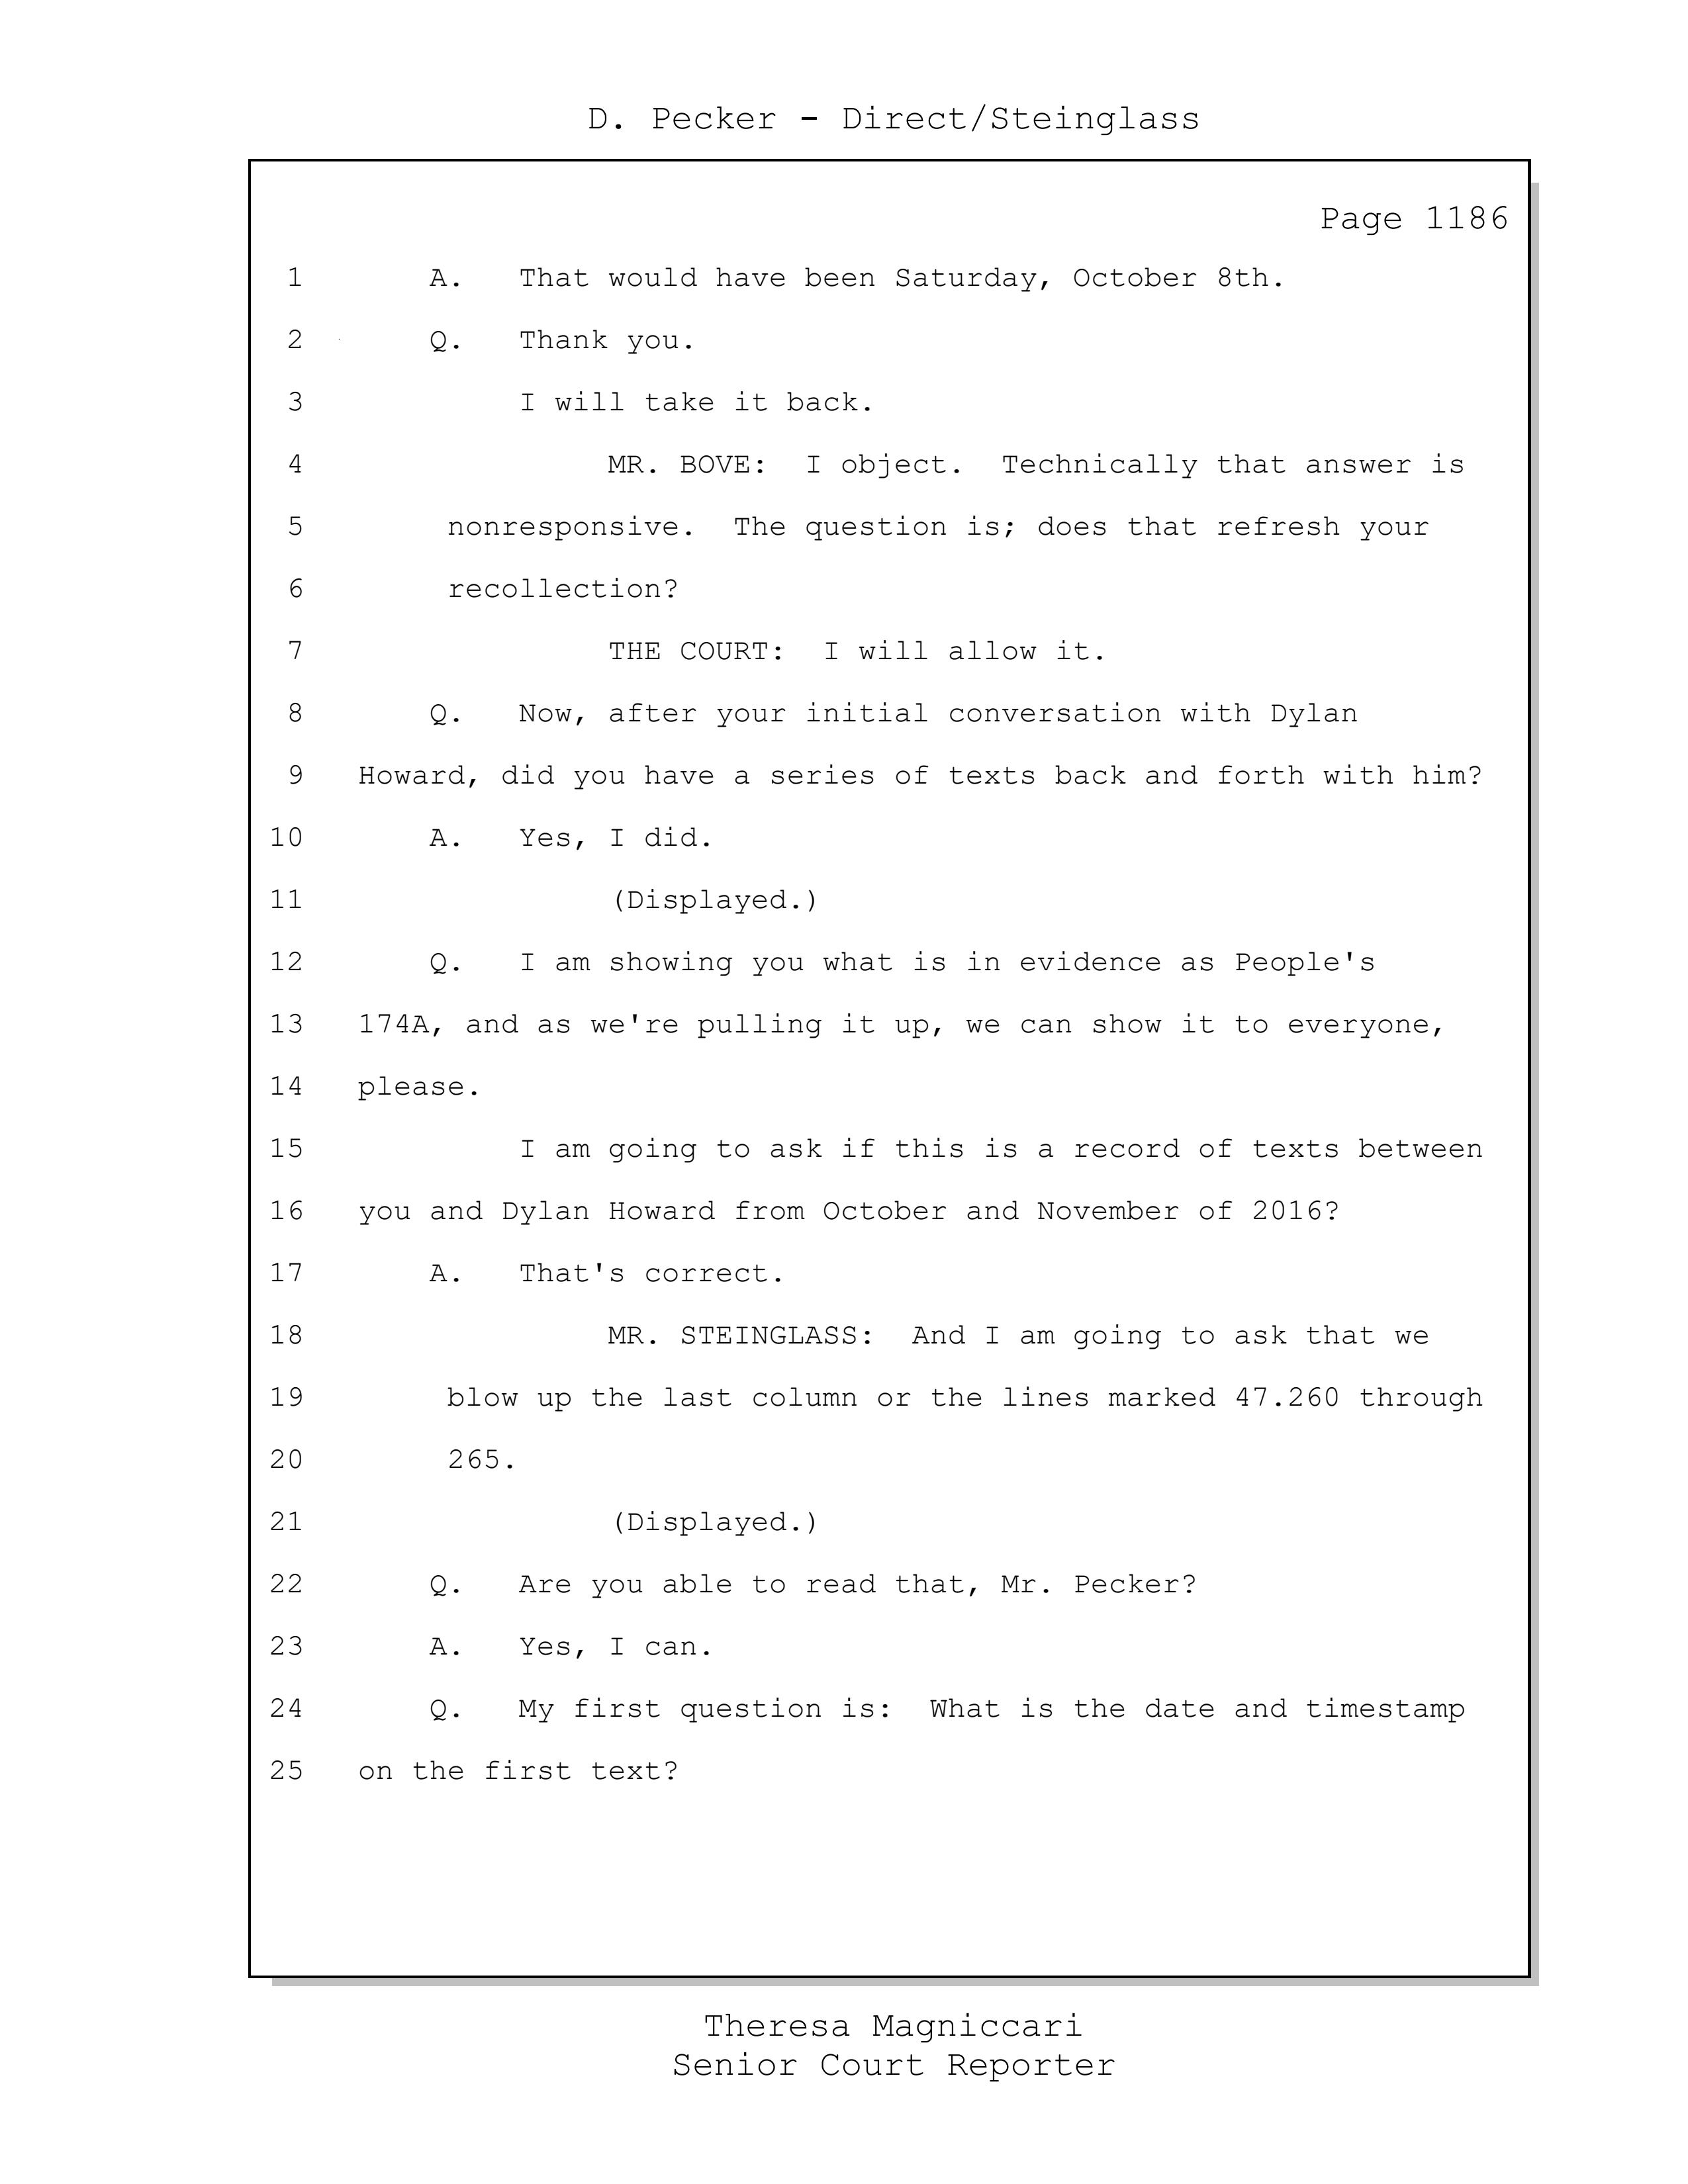 D. Pecker - Direct/Steinglass
Page 1186
1 A. That would have been Saturday, October 8th.
2 Q. Thank you.
3 I will take it back.
4 MR. BOVE: I object. Technically that answer is
5 nonresponsive. The question is; does that refresh your
6 recollection?
7 THE COURT: I will allow it.
8 Q. Now, after your initial conversation with Dylan
9 Howard, did you have a series of texts back and forth with him?
10 A. Yes, I did.
11 (Displayed.)
12 Q. I am showing you what is in evidence as People's
13 174A, and as we're pulling it up, we can show it to everyone,
14 please.
15 I am going to ask if this is a record of texts between
16 you and Dylan Howard from October and November of 2016?
17 A. That's correct.
18 MR. STEINGLASS: And I am going to ask that we
19 blow up the last column or the lines marked 47.260 through
20 265.
21 (Displayed.)
22 Q. Are you able to read that, Mr. Pecker?
23 A. Yes, I can.
24 Q. My first question is: What is the date and timestamp
25 on the first text?
Theresa Magniccari
Senior Court Reporter